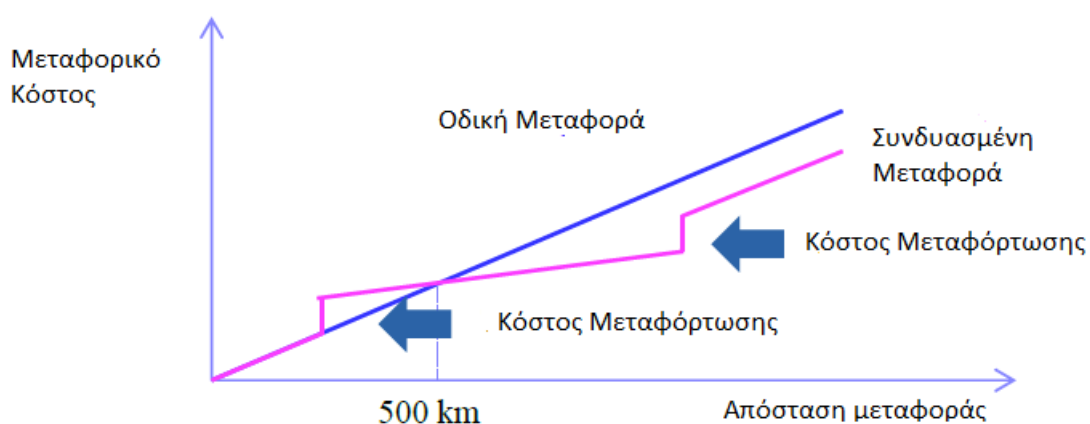 Μεταφορικό
Κόστος
Οδική Μεταφορά
Συνδυασμένη
Μεταφορά
Κόστος Μεταφόρτωσης
Κόστος Μεταφόρτωσης
500 km
Απόσταση μεταφοράς